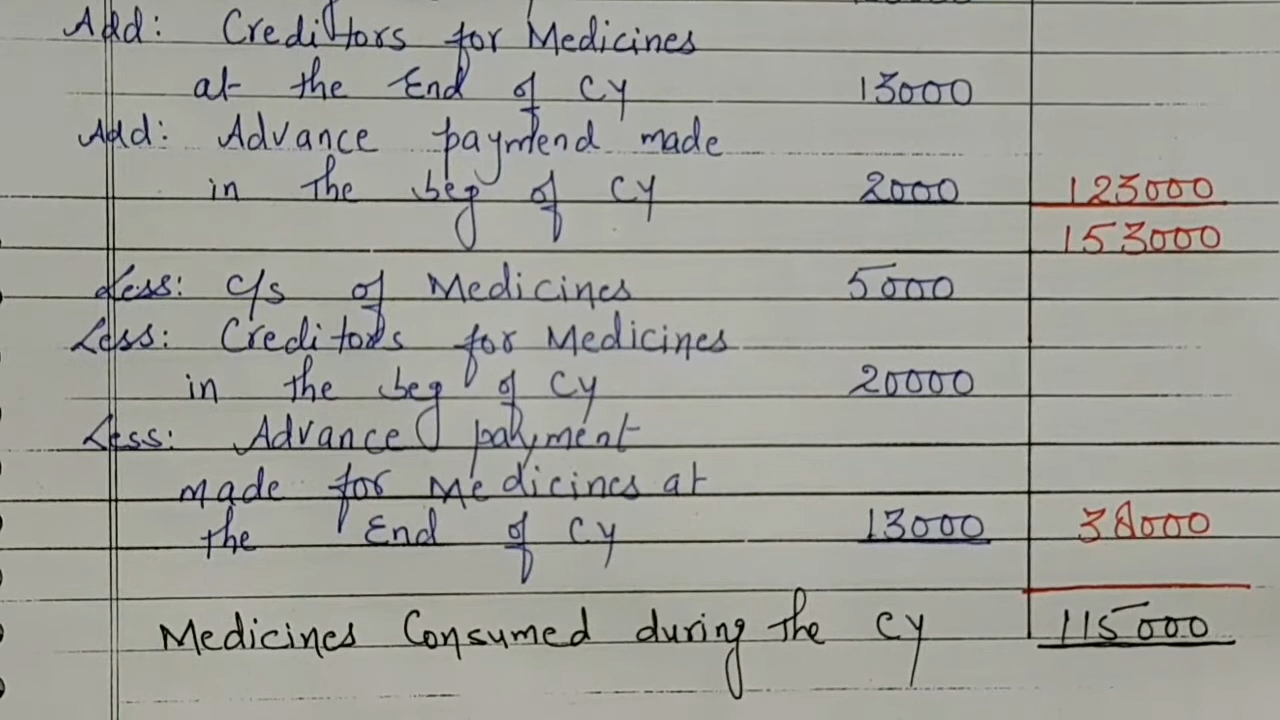 Add: Creditors for Medicines
at the End of CY 13000
Add: Advance paymend made
in the beg of CY 2000 123000
153000
Less: C/s of Medicines 5000
Less: Creditors for Medicines
in the beg of CY 20000
Less: Advance payment
made for Medicines at
the End of CY 13000 38000
Medicines Consumed during the CY 115000